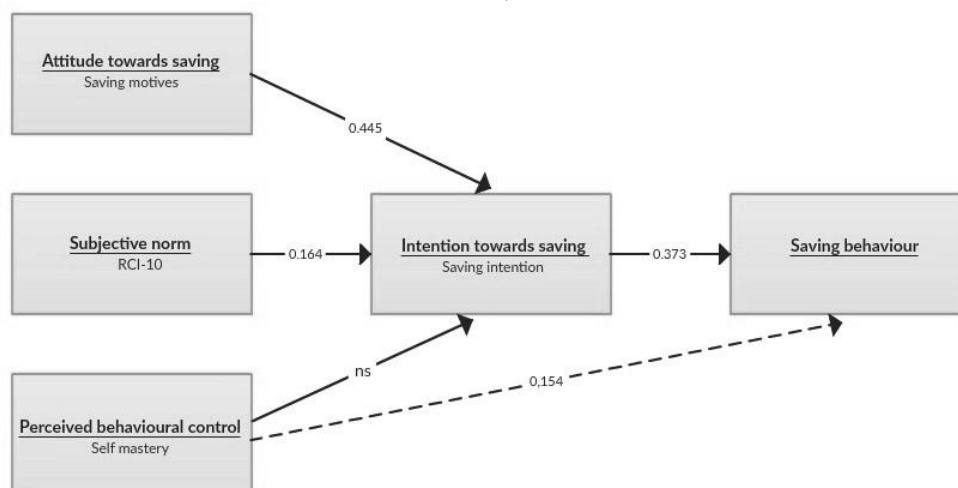 Attitude towards saving
Saving motives
0.445
Subjective norm
RCI-10
0.164
Intention towards saving
Saving intention
0.373
Saving behaviour
ns
0,154
Perceived behavioural control
Self mastery